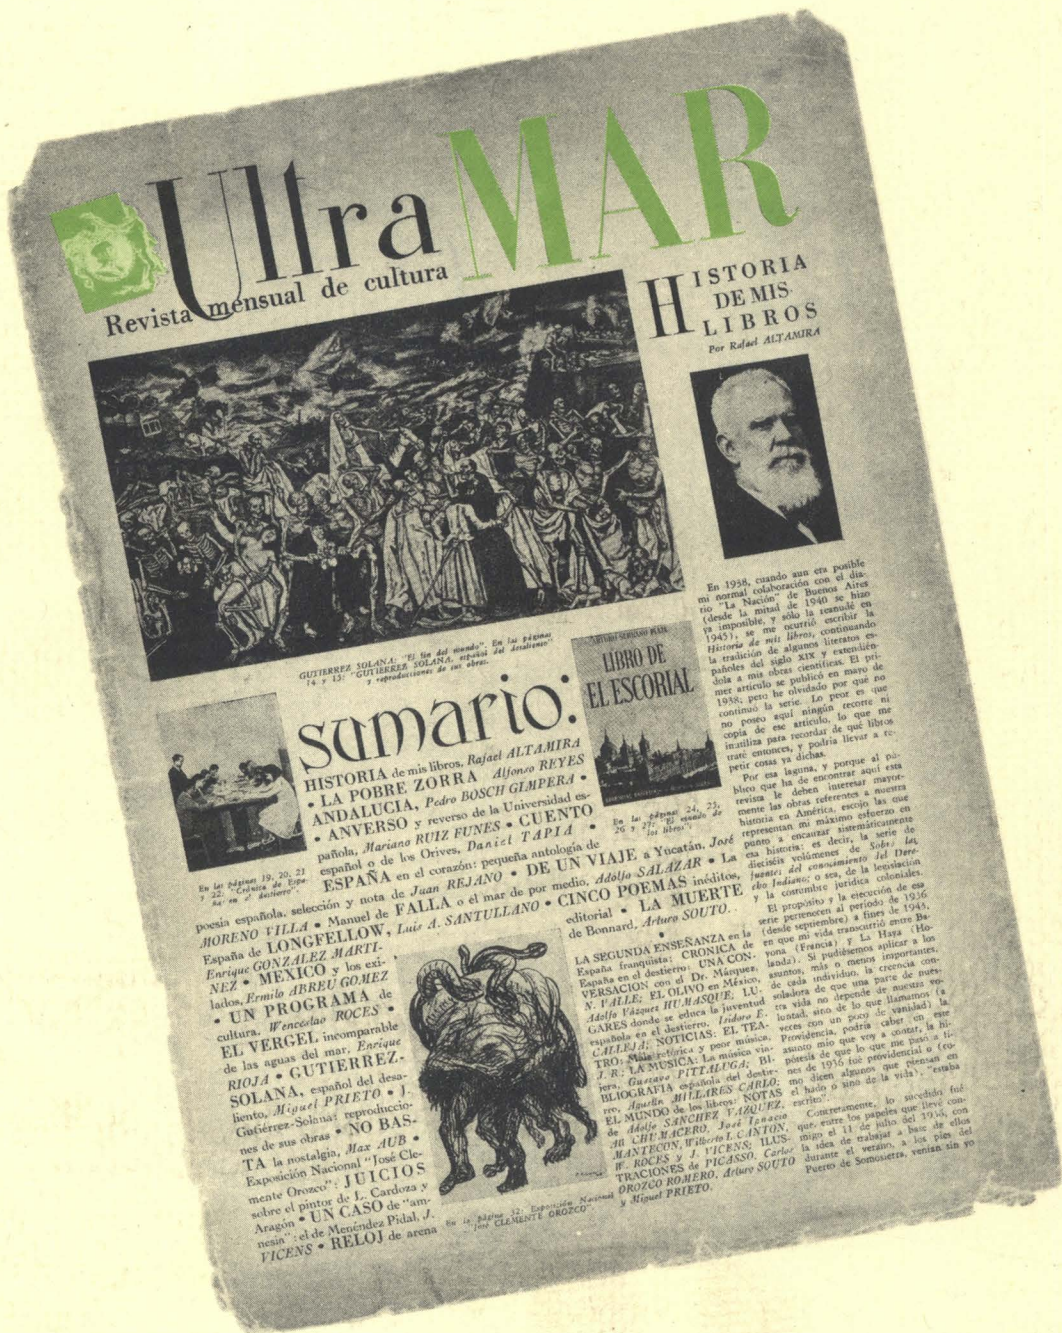 Ultra MAR
Revista mensual de cultura
HISTORIA
DE MIS
LIBROS
Por Rafael ALTAMIRA
GUTIERREZ SOLANA: "El fin del mundo". En las páginas
14 y 15: "GUTIERREZ SOLANA, español del desaliento"
y reproducciones de sus obras.
En 1938, cuando aun era posible
mi normal colaboración con el dia-
rio "La Nación" de Buenos Aires
(desde la mitad de 1940 se hizo
ya imposible, y sólo la reanudé en
1945), se me ocurrió escribir la
Historia de mis libros, continuando
la tradición de algunos literatos es-
pañoles del siglo XIX y extendién-
dola a mis obras científicas. El pri-
mer artículo se publicó en mayo de
1938; pero he olvidado por qué no
continuó la serie. Lo peor es que
no poseo aquí ningún recorte ni
copia de ese artículo, lo que me
inutiliza para recordar de qué libros
traté entonces, y podría llevar a re-
petir cosas ya dichas.
Por esa laguna, y porque al pú-
blico que ha de encontrar aquí esta
revista le deben interesar mayor-
mente las obras referentes a nuestra
historia en América, escojo las que
representan mi máximo esfuerzo en
punto a encauzar sistemáticamente
esa historia: es decir, la serie de
dieciséis volúmenes de Sobre las
fuentes del conocimiento del Dere-
cho Indiano; o sea, de la legislación
y la costumbre jurídica coloniales.
El propósito y la ejecución de esa
serie pertenecen al período de 1936
(desde septiembre) a fines de 1945,
en que mi vida transcurrió entre Ba-
yona (Francia) y La Haya (Ho-
landa). Si pudiésemos aplicar a los
asuntos, más o menos importantes,
de cada individuo, la creencia con-
soladora de que una parte de nues-
tra vida no depende de nuestra vo-
luntad, sino de lo que llamamos (a
veces con un poco de vanidad) la
Providencia, podría caber en este
asunto mío que voy a contar, la hi-
pótesis de que lo que me pasó a fi-
nes de 1936 fué providencial o (co-
mo dicen algunos que piensan en
el hado o sino de la vida), "estaba
escrito".
Concretamente, lo sucedido fué
que, entre los papeles que llevé con-
migo el 11 de julio del 1936, con
la idea de trabajar a base de ellos
durante el verano, a los pies del
Puerto de Somosierra, venían sin yo
ARTURO SERRANO PLAJA
LIBRO DE
EL ESCORIAL
En las páginas 24, 25,
26 y 27: "El mundo de
los libros".
En las páginas 19, 20, 21
y 22: "Crónica de Espa-
ña en el destierro".
sumario:
HISTORIA de mis libros, Rafael ALTAMIRA
• LA POBRE ZORRA Alfonso REYES
ANDALUCIA, Pedro BOSCH GIMPERA •
• ANVERSO y reverso de la Universidad es-
pañola, Mariano RUIZ FUNES • CUENTO
español o de los Orives, Daniel TAPIA •
ESPAÑA en el corazón: pequeña antología de
poesía española, selección y nota de Juan REJANO • DE UN VIAJE a Yucatán, José
MORENO VILLA • Manuel de FALLA o el mar de por medio, Adolfo SALAZAR • La
España de LONGFELLOW, Luis A. SANTULLANO • CINCO POEMAS inéditos,
Enrique GONZALEZ MARTI-
NEZ • MEXICO y los exi-
lados, Ermilo ABREU GOMEZ
• UN PROGRAMA de
cultura, Wenceslao ROCES •
EL VERGEL incomparable
de las aguas del mar, Enrique
RIOJA • GUTIERREZ-
SOLANA, español del desa-
liento, Miguel PRIETO • J.
Gutiérrez-Solana: reproduccio-
nes de sus obras • NO BAS-
TA la nostalgia, Max AUB •
Exposición Nacional "José Cle-
mente Orozco": JUICIOS
sobre el pintor de L. Cardoza y
Aragón • UN CASO de "am-
nesia": el de Menéndez Pidal, J.
VICENS • RELOJ de arena
editorial • LA MUERTE
de Bonnard, Arturo SOUTO.
•
LA SEGUNDA ENSEÑANZA en la
España franquista: CRONICA de
España en el destierro: UNA CON-
VERSACION con el Dr. Márquez,
N. VALLE; EL OLIVO en México,
Adolfo Vázquez HUMASQUE; LU-
GARES donde se educa la juventud
española en el destierro, Isidoro E.
CALLEJA; NOTICIAS: EL TEA-
TRO: Mala retórica y peor música,
J. R.; LA MUSICA: La música via-
jera, Gustavo PITTALUGA; BI-
BLIOGRAFIA española del destie-
rro, Agustín MILLARES CARLO;
EL MUNDO de los libros: NOTAS
de Adolfo SANCHEZ VAZQUEZ,
Alí CHUMACERO, José Ignacio
MANTECON, Wilberto L. CANTON,
W. ROCES y J. VICENS; ILUS-
TRACIONES de PICASSO, Carlos
OROZCO ROMERO, Arturo SOUTO
y Miguel PRIETO.
En la página 32: Exposición Nacional
"José CLEMENTE OROZCO"